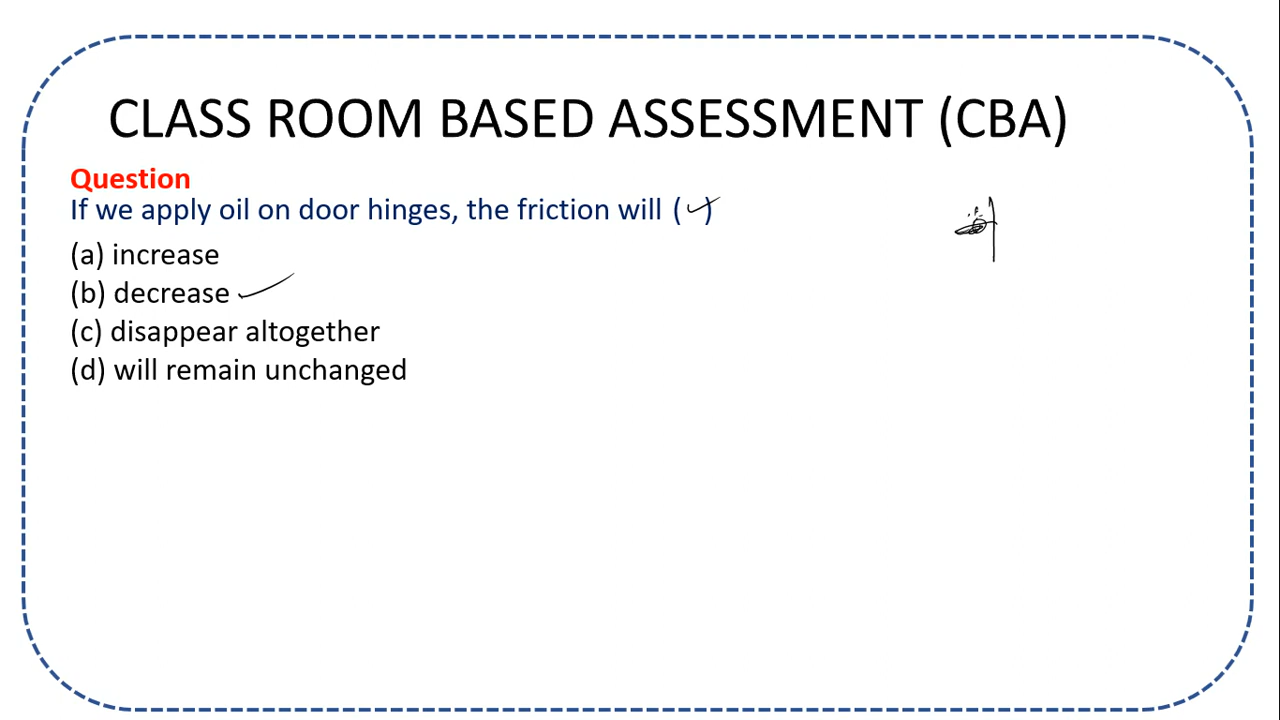 CLASS ROOM BASED ASSESSMENT (CBA)
Question
If we apply oil on door hinges, the friction will ( )
(a) increase
(b) decrease
(c) disappear altogether
(d) will remain unchanged